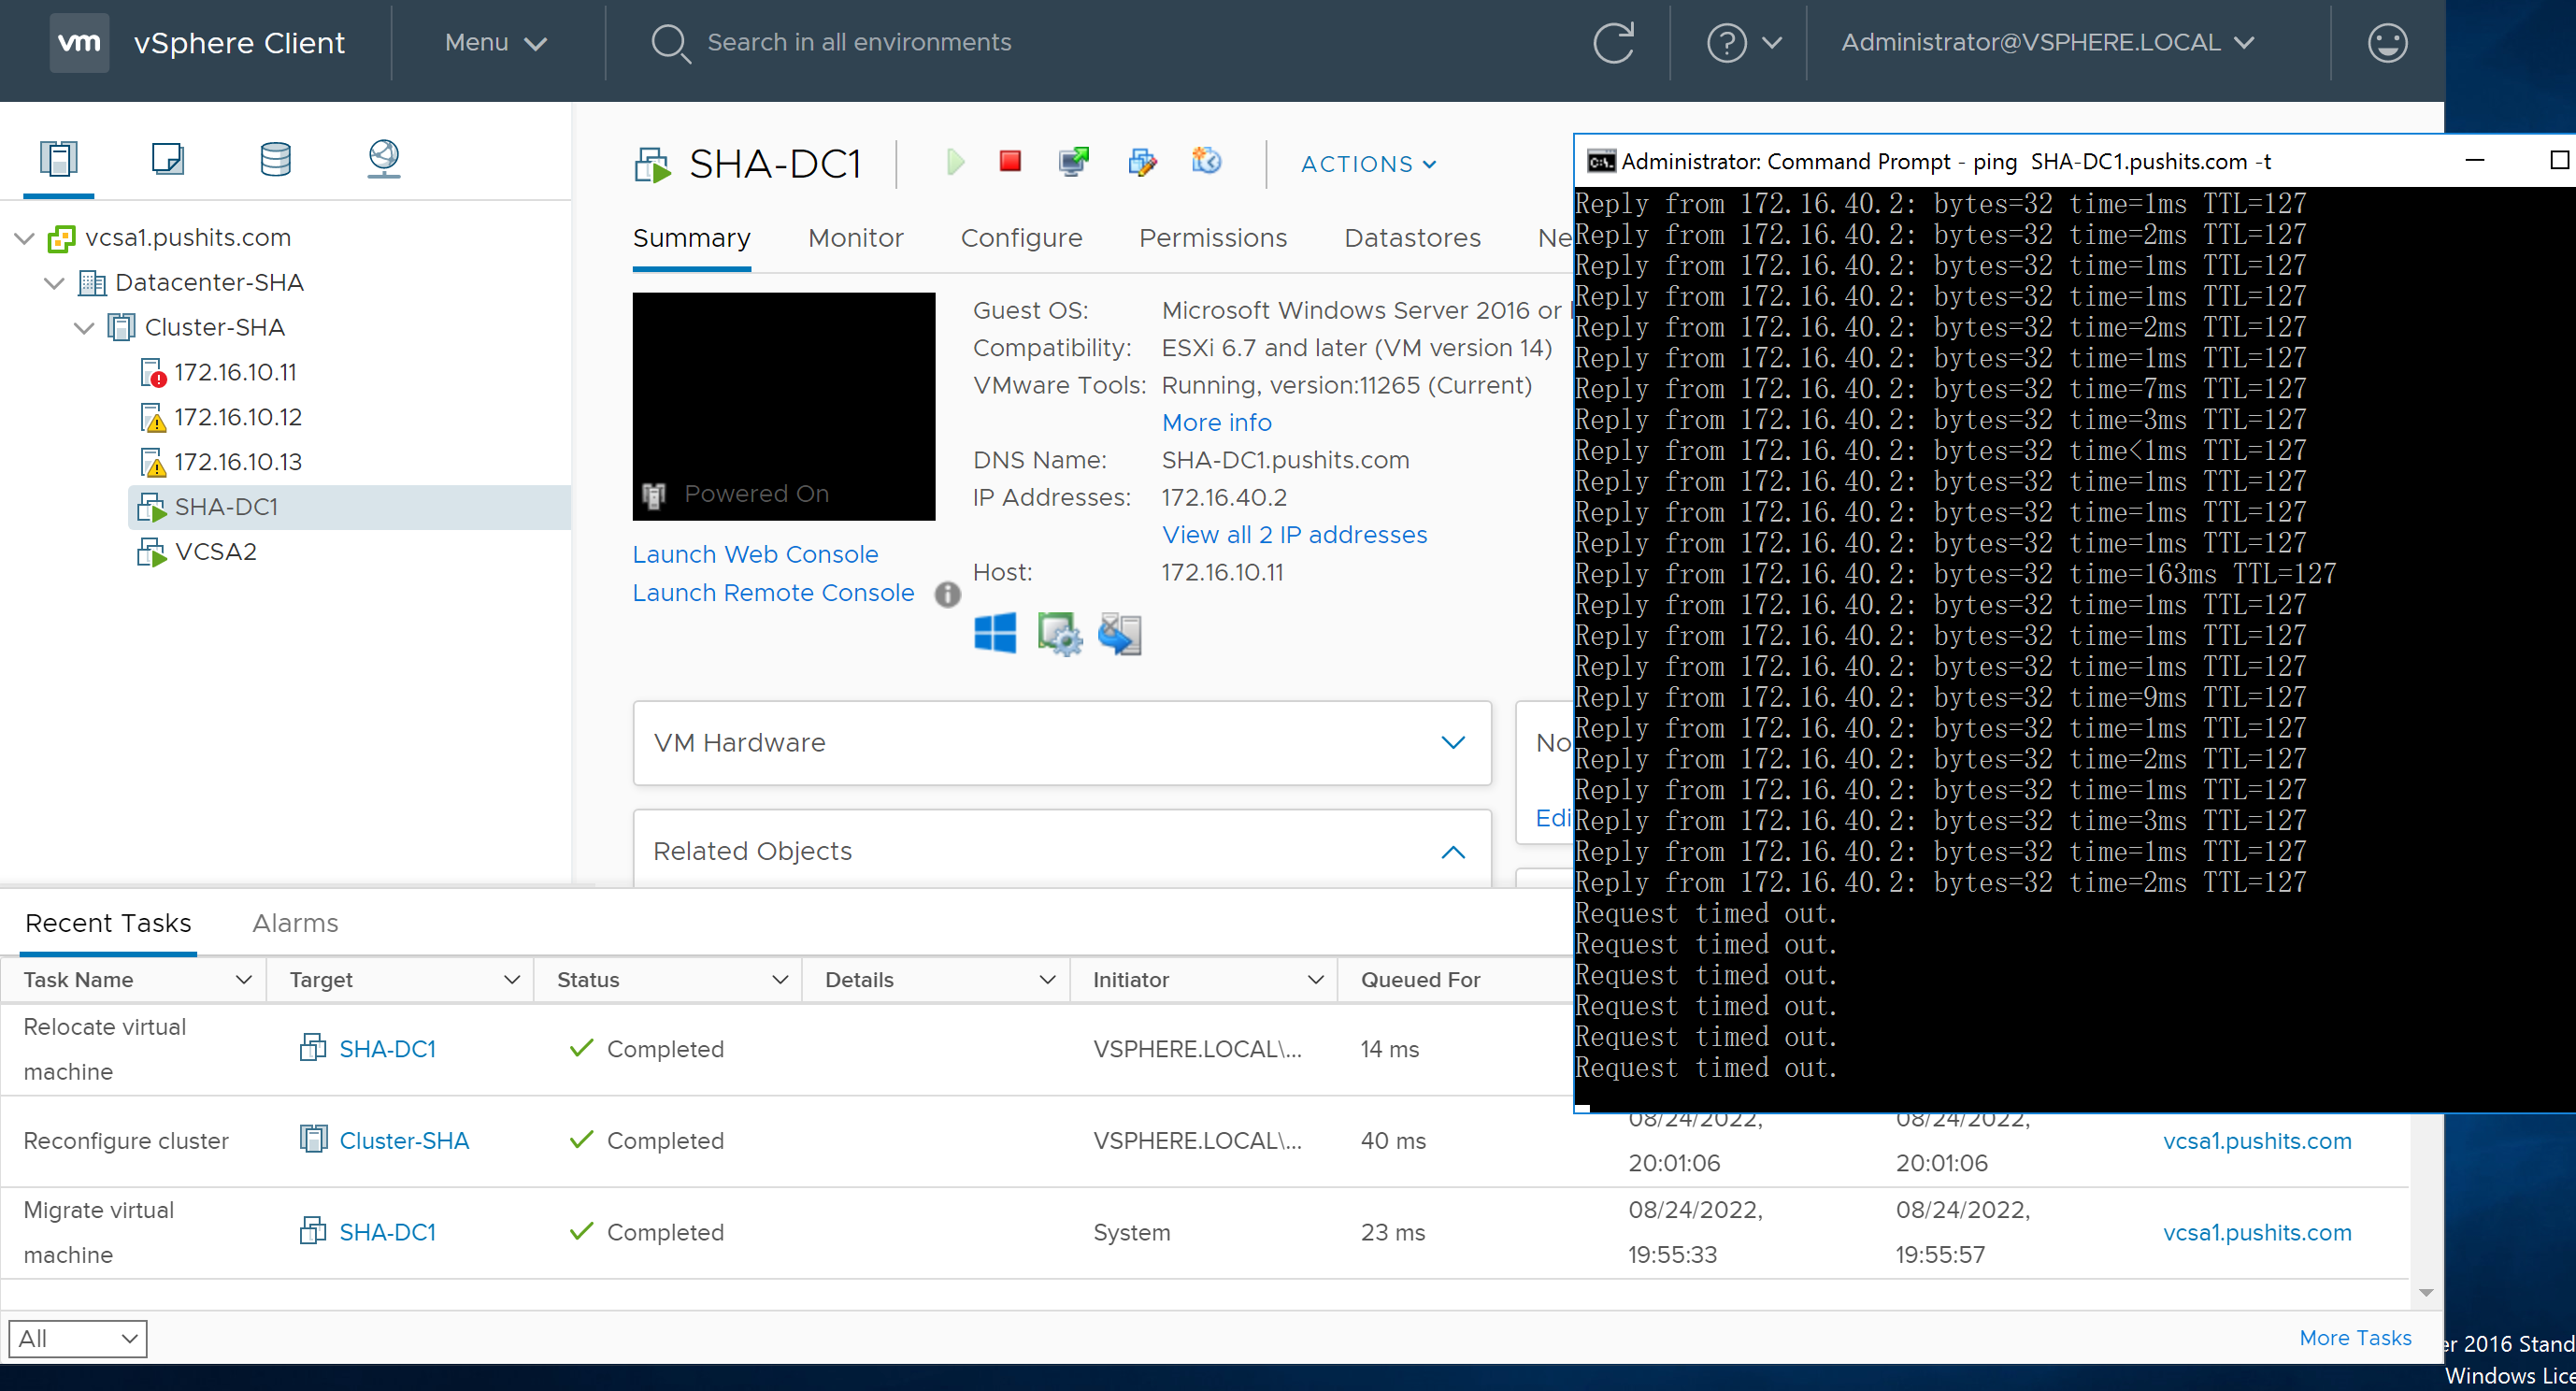 vm vSphere Client Menu Search in all environments Administrator@VSPHERE.LOCAL
vcsa1.pushits.com
Datacenter-SHA
Cluster-SHA
172.16.10.11
172.16.10.12
172.16.10.13
SHA-DC1
VCSA2
SHA-DC1 ACTIONS
Summary Monitor Configure Permissions Datastores Ne
Powered On
Launch Web Console
Launch Remote Console
Guest OS: Microsoft Windows Server 2016 or
Compatibility: ESXi 6.7 and later (VM version 14)
VMware Tools: Running, version:11265 (Current)
More info
DNS Name: SHA-DC1.pushits.com
IP Addresses: 172.16.40.2
View all 2 IP addresses
Host: 172.16.10.11
VM Hardware
No
Edi
Related Objects
Administrator: Command Prompt - ping SHA-DC1.pushits.com -t
Reply from 172.16.40.2: bytes=32 time=1ms TTL=127
Reply from 172.16.40.2: bytes=32 time=2ms TTL=127
Reply from 172.16.40.2: bytes=32 time=1ms TTL=127
Reply from 172.16.40.2: bytes=32 time=1ms TTL=127
Reply from 172.16.40.2: bytes=32 time=2ms TTL=127
Reply from 172.16.40.2: bytes=32 time=1ms TTL=127
Reply from 172.16.40.2: bytes=32 time=7ms TTL=127
Reply from 172.16.40.2: bytes=32 time=3ms TTL=127
Reply from 172.16.40.2: bytes=32 time<1ms TTL=127
Reply from 172.16.40.2: bytes=32 time=1ms TTL=127
Reply from 172.16.40.2: bytes=32 time=1ms TTL=127
Reply from 172.16.40.2: bytes=32 time=1ms TTL=127
Reply from 172.16.40.2: bytes=32 time=163ms TTL=127
Reply from 172.16.40.2: bytes=32 time=1ms TTL=127
Reply from 172.16.40.2: bytes=32 time=1ms TTL=127
Reply from 172.16.40.2: bytes=32 time=1ms TTL=127
Reply from 172.16.40.2: bytes=32 time=9ms TTL=127
Reply from 172.16.40.2: bytes=32 time=1ms TTL=127
Reply from 172.16.40.2: bytes=32 time=2ms TTL=127
Reply from 172.16.40.2: bytes=32 time=1ms TTL=127
Reply from 172.16.40.2: bytes=32 time=3ms TTL=127
Reply from 172.16.40.2: bytes=32 time=1ms TTL=127
Reply from 172.16.40.2: bytes=32 time=2ms TTL=127
Request timed out.
Request timed out.
Request timed out.
Request timed out.
Request timed out.
Request timed out.
Recent Tasks Alarms
Task Name Target Status Details Initiator Queued For
Relocate virtual
machine SHA-DC1 Completed VSPHERE.LOCAL\... 14 ms
08/24/2022, 08/24/2022,
Reconfigure cluster Cluster-SHA Completed VSPHERE.LOCAL\... 40 ms vcsa1.pushits.com
20:01:06 20:01:06
Migrate virtual 08/24/2022, 08/24/2022,
SHA-DC1 Completed System 23 ms vcsa1.pushits.com
machine 19:55:33 19:55:57
All More Tasks
er 2016 Stand
Windows Lice